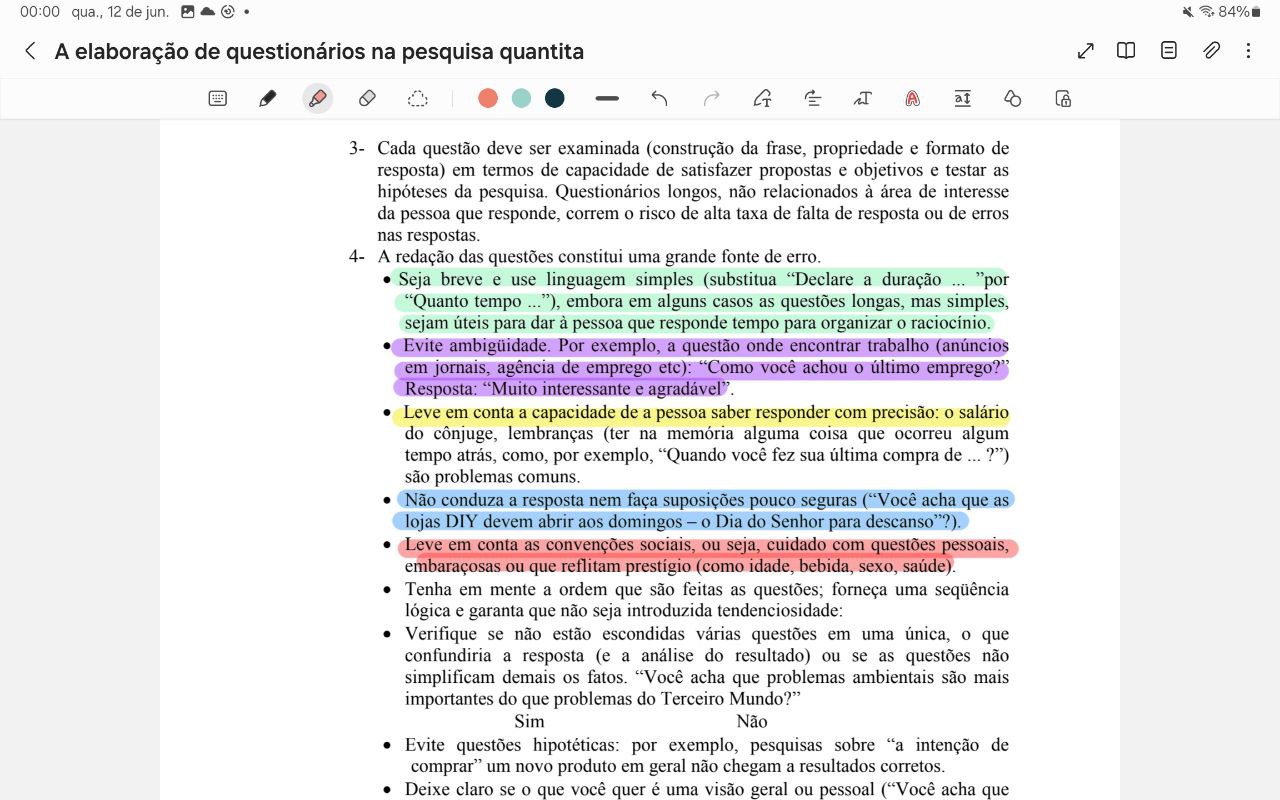 00:00 qua., 12 de jun. • 84%
A elaboração de questionários na pesquisa quantita
3- Cada questão deve ser examinada (construção da frase, propriedade e formato de
resposta) em termos de capacidade de satisfazer propostas e objetivos e testar as
hipóteses da pesquisa. Questionários longos, não relacionados à área de interesse
da pessoa que responde, correm o risco de alta taxa de falta de resposta ou de erros
nas respostas.
4- A redação das questões constitui uma grande fonte de erro.
• Seja breve e use linguagem simples (substitua “Declare a duração ... ”por
“Quanto tempo ...”), embora em alguns casos as questões longas, mas simples,
sejam úteis para dar à pessoa que responde tempo para organizar o raciocínio.
• Evite ambigüidade. Por exemplo, a questão onde encontrar trabalho (anúncios
em jornais, agência de emprego etc): “Como você achou o último emprego?”
Resposta: “Muito interessante e agradável”.
• Leve em conta a capacidade de a pessoa saber responder com precisão: o salário
do cônjuge, lembranças (ter na memória alguma coisa que ocorreu algum
tempo atrás, como, por exemplo, “Quando você fez sua última compra de ... ?”)
são problemas comuns.
• Não conduza a resposta nem faça suposições pouco seguras (“Você acha que as
lojas DIY devem abrir aos domingos – o Dia do Senhor para descanso”?).
• Leve em conta as convenções sociais, ou seja, cuidado com questões pessoais,
embaraçosas ou que reflitam prestígio (como idade, bebida, sexo, saúde).
• Tenha em mente a ordem que são feitas as questões; forneça uma seqüência
lógica e garanta que não seja introduzida tendenciosidade:
• Verifique se não estão escondidas várias questões em uma única, o que
confundiria a resposta (e a análise do resultado) ou se as questões não
simplificam demais os fatos. “Você acha que problemas ambientais são mais
importantes do que problemas do Terceiro Mundo?”
Sim Não
• Evite questões hipotéticas: por exemplo, pesquisas sobre “a intenção de
comprar” um novo produto em geral não chegam a resultados corretos.
• Deixe claro se o que você quer é uma visão geral ou pessoal (“Você acha que